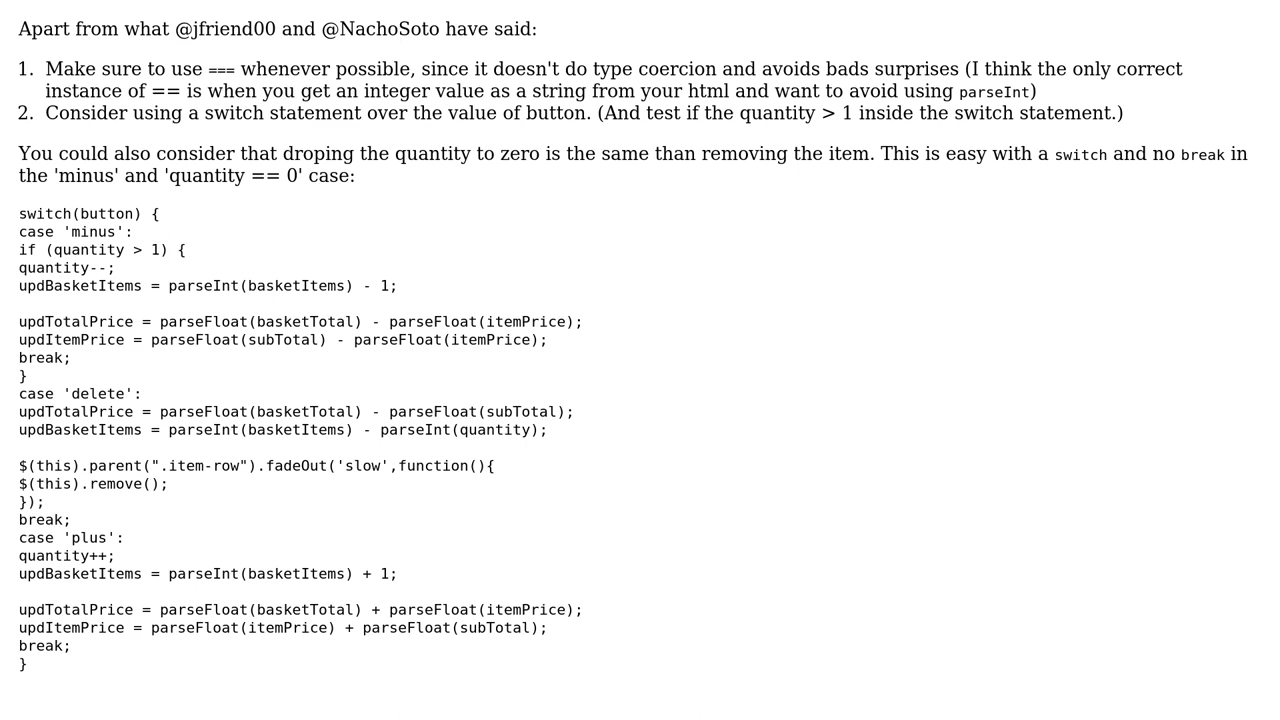 Apart from what @jfriend00 and @NachoSoto have said:
1. Make sure to use === whenever possible, since it doesn't do type coercion and avoids bads surprises (I think the only correct
instance of == is when you get an integer value as a string from your html and want to avoid using parseInt)
2. Consider using a switch statement over the value of button. (And test if the quantity > 1 inside the switch statement.)
You could also consider that droping the quantity to zero is the same than removing the item. This is easy with a switch and no break in
the 'minus' and 'quantity == 0' case:
switch(button) {
case 'minus':
if (quantity > 1) {
quantity--;
updBasketItems = parseInt(basketItems) - 1;

updTotalPrice = parseFloat(basketTotal) - parseFloat(itemPrice);
updItemPrice = parseFloat(subTotal) - parseFloat(itemPrice);
break;
}
case 'delete':
updTotalPrice = parseFloat(basketTotal) - parseFloat(subTotal);
updBasketItems = parseInt(basketItems) - parseInt(quantity);

$(this).parent(".item-row").fadeOut('slow',function(){
$(this).remove();
});
break;
case 'plus':
quantity++;
updBasketItems = parseInt(basketItems) + 1;

updTotalPrice = parseFloat(basketTotal) + parseFloat(itemPrice);
updItemPrice = parseFloat(itemPrice) + parseFloat(subTotal);
break;
}